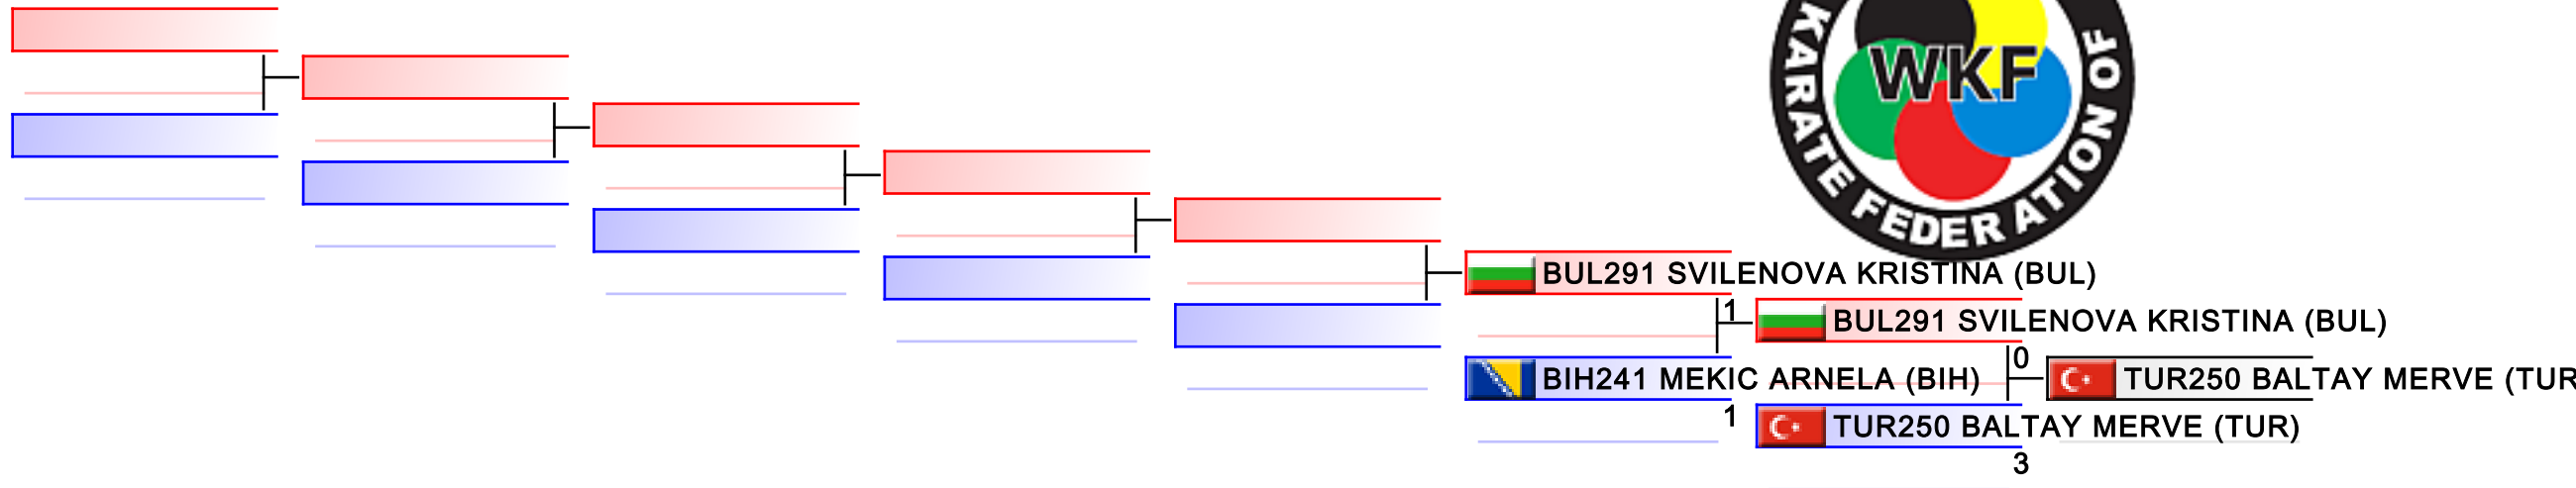 KARATE FEDERATION OF
WKF
BUL291 SVILENOVA KRISTINA (BUL)
1
BUL291 SVILENOVA KRISTINA (BUL)
0
BIH241 MEKIC ARNELA (BIH)
TUR250 BALTAY MERVE (TUR
1
TUR250 BALTAY MERVE (TUR)
3